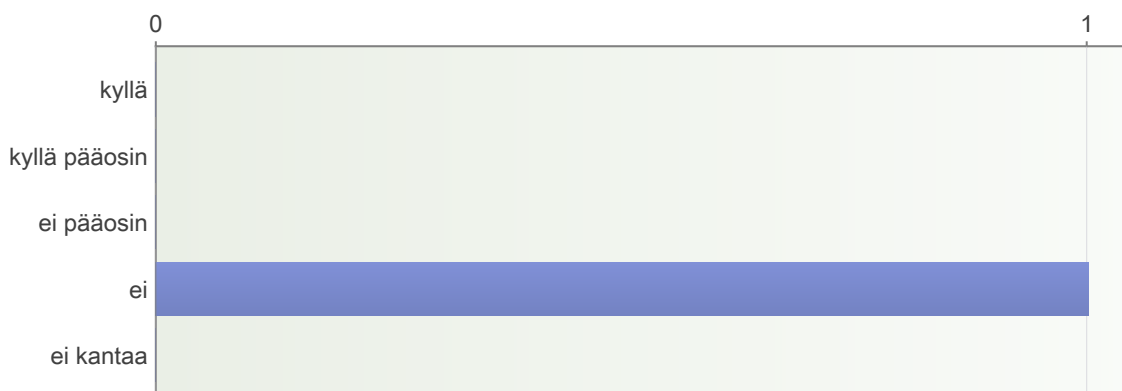 0 1
kyllä
kyllä pääosin
ei pääosin
ei
ei kantaa